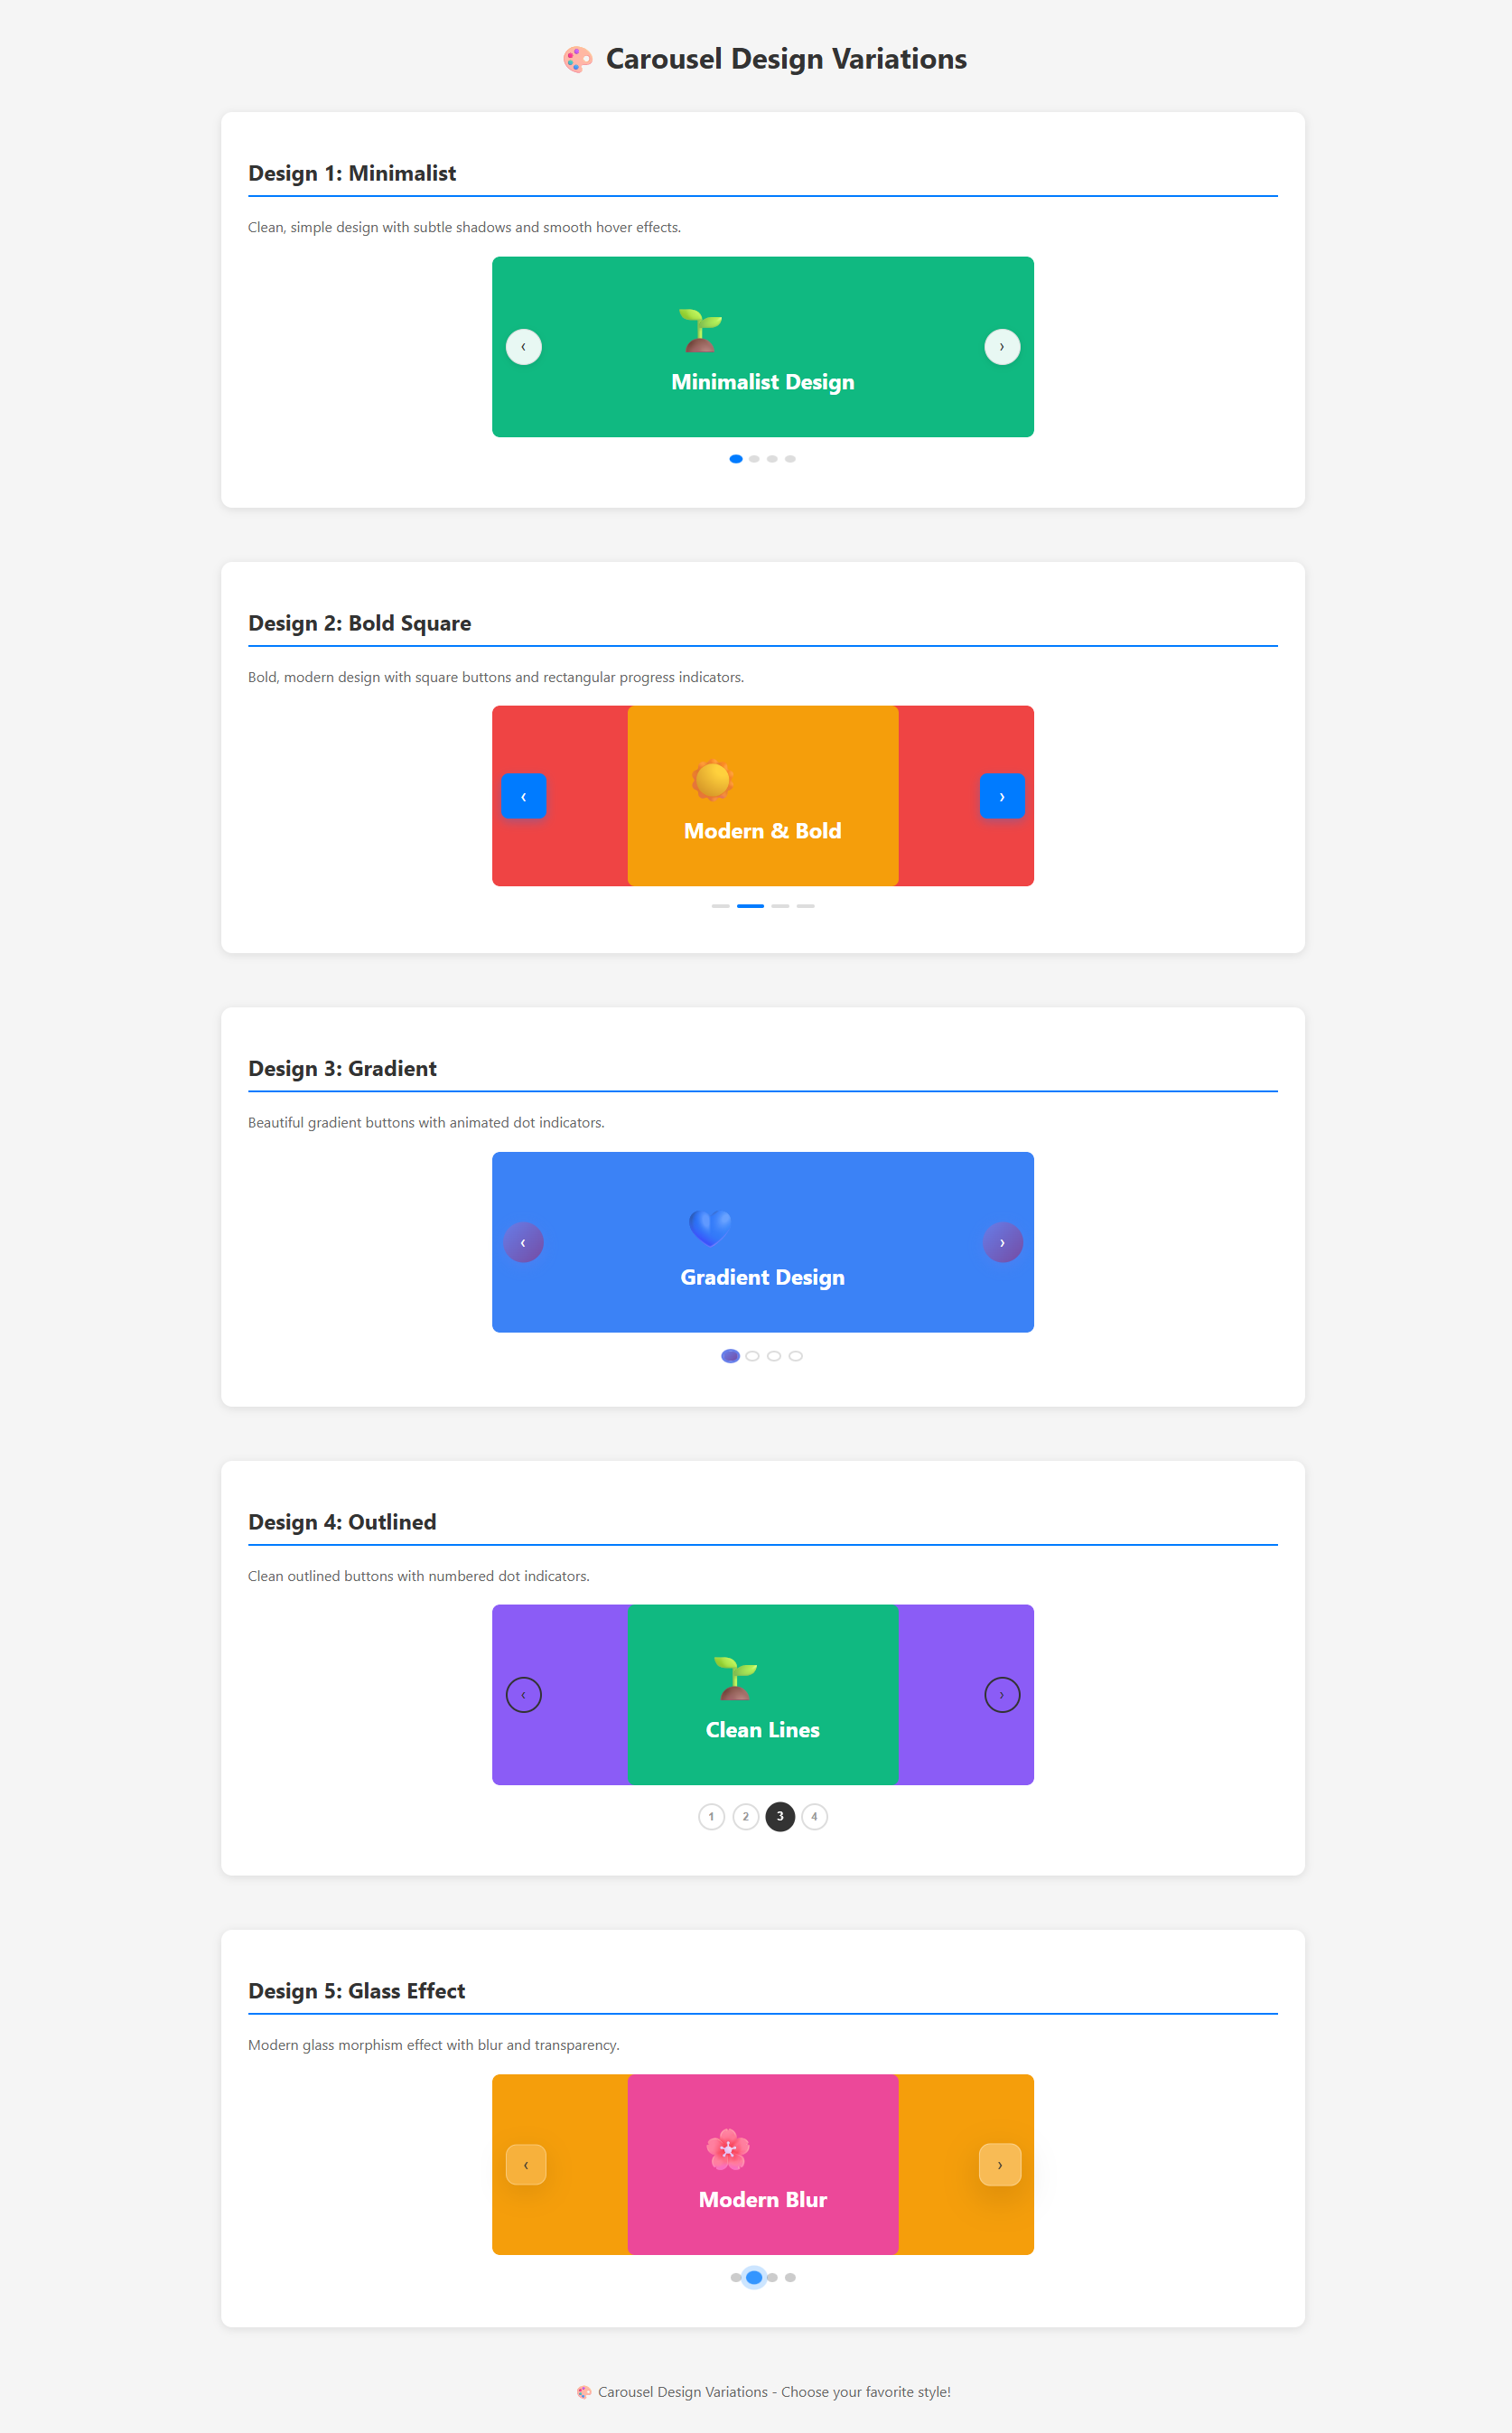 🎨 Carousel Design Variations
Design 1: Minimalist
Clean, simple design with subtle shadows and smooth hover effects.
‹ ›
Minimalist Design
Design 2: Bold Square
Bold, modern design with square buttons and rectangular progress indicators.
‹ ›
Modern & Bold
Design 3: Gradient
Beautiful gradient buttons with animated dot indicators.
‹ ›
Gradient Design
Design 4: Outlined
Clean outlined buttons with numbered dot indicators.
‹ ›
Clean Lines
1 2 3 4
Design 5: Glass Effect
Modern glass morphism effect with blur and transparency.
‹ ›
Modern Blur
🎨 Carousel Design Variations - Choose your favorite style!